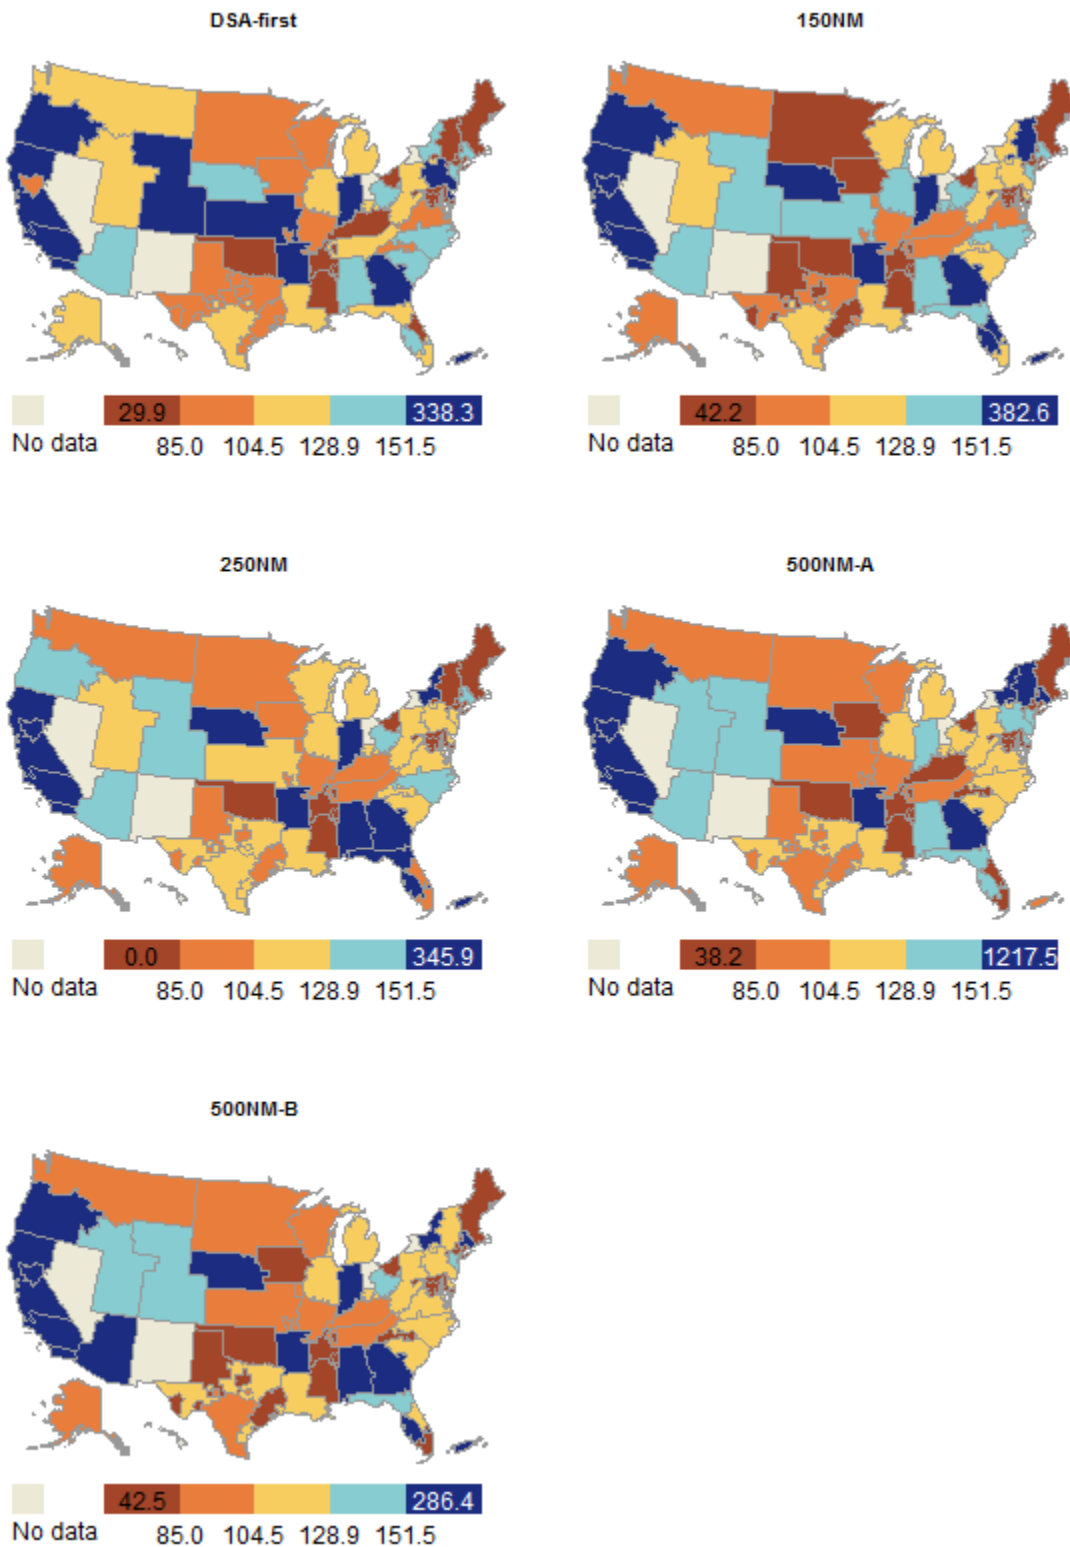 DSA-first
150NM
29.9 338.3
No data 85.0 104.5 128.9 151.5
42.2 382.6
No data 85.0 104.5 128.9 151.5
250NM
500NM-A
0.0 345.9
No data 85.0 104.5 128.9 151.5
38.2 1217.5
No data 85.0 104.5 128.9 151.5
500NM-B
42.5 286.4
No data 85.0 104.5 128.9 151.5